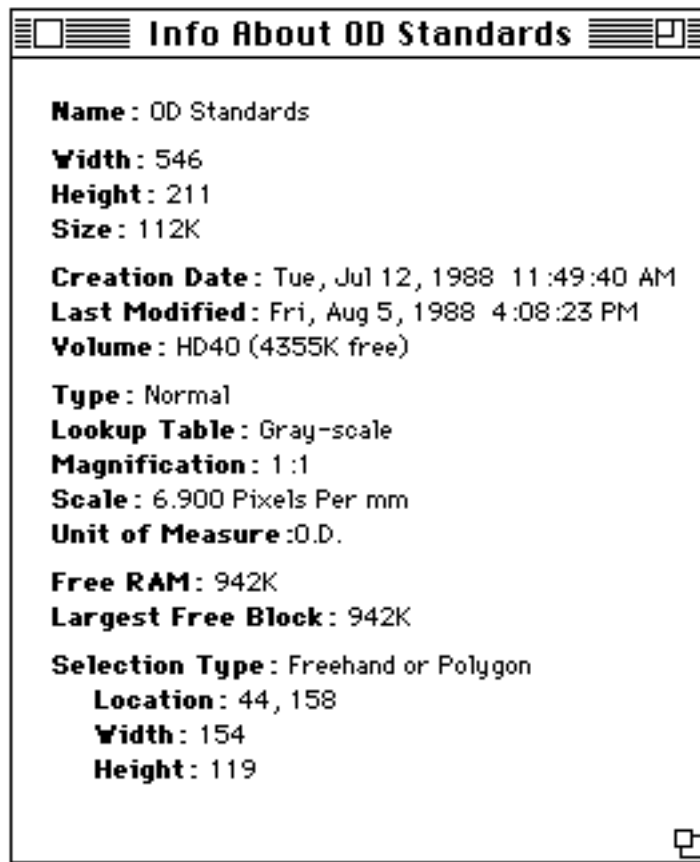 Info About OD Standards
Name: OD Standards
Width: 546
Height: 211
Size: 112K
Creation Date: Tue, Jul 12, 1988 11:49:40 AM
Last Modified: Fri, Aug 5, 1988 4:08:23 PM
Volume: HD40 (4355K free)
Type: Normal
Lookup Table: Gray-scale
Magnification: 1:1
Scale: 6.900 Pixels Per mm
Unit of Measure:O.D.
Free RAM: 942K
Largest Free Block: 942K
Selection Type: Freehand or Polygon
Location: 44, 158
Width: 154
Height: 119